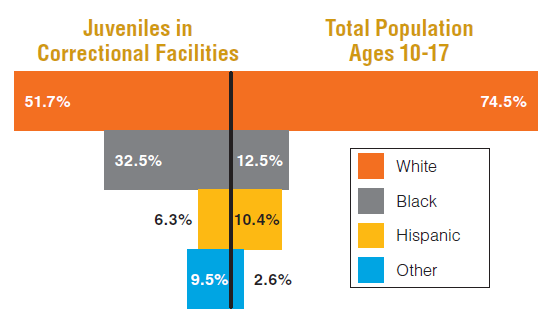 Juveniles in
Correctional Facilities
Total Population
Ages 10-17
51.7%
74.5%
32.5%
12.5%
6.3%
10.4%
9.5%
2.6%
White
Black
Hispanic
Other